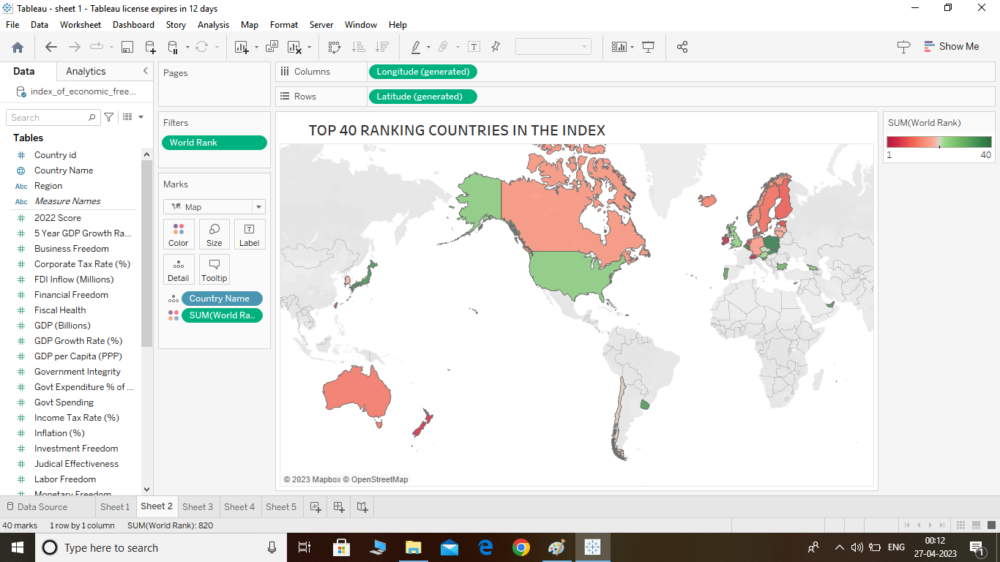 Tableau - sheet 1 - Tableau license expires in 12 days
File Data Worksheet Dashboard Story Analysis Map Format Server Window Help
Show Me
Data Analytics
index_of_economic_free...
Search
Tables
Country id
Country Name
Abc Region
Abc Measure Names
2022 Score
5 Year GDP Growth Ra...
Business Freedom
Corporate Tax Rate (%)
FDI Inflow (Millions)
Financial Freedom
Fiscal Health
GDP (Billions)
GDP Growth Rate (%)
GDP per Capita (PPP)
Government Integrity
Govt Expenditure % of ...
Govt Spending
Income Tax Rate (%)
Inflation (%)
Investment Freedom
Judical Effectiveness
Labor Freedom
Monetary Freedom
Pages
Filters
World Rank
Marks
Map
Color Size Label
Detail Tooltip
Country Name
SUM(World Ra..
Columns Longitude (generated)
Rows Latitude (generated)
TOP 40 RANKING COUNTRIES IN THE INDEX
© 2023 Mapbox © OpenStreetMap
SUM(World Rank)
1 40
Data Source Sheet 1 Sheet 2 Sheet 3 Sheet 4 Sheet 5
40 marks 1 row by 1 column SUM(World Rank): 820
Type here to search
ENG
00:12
27-04-2023
1